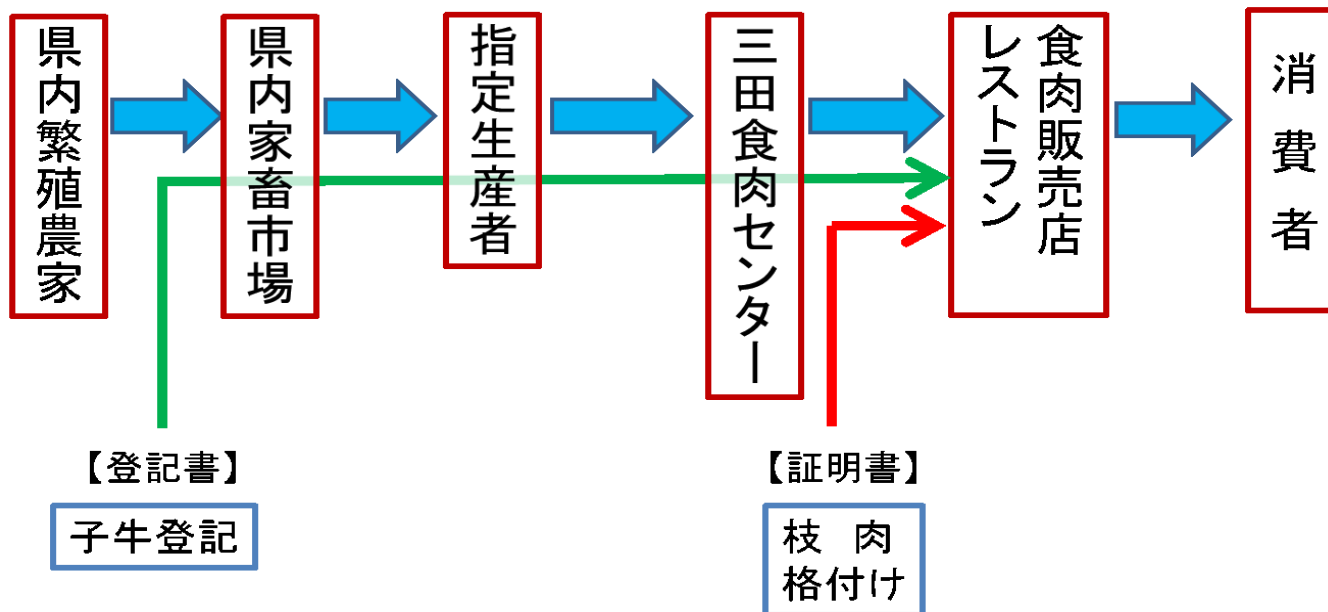 県内繁殖農家
県内家畜市場
指定生産者
三田食肉センター
食肉販売店
レストラン
消費者
【登記書】
子牛登記
【証明書】
枝 肉
格付け